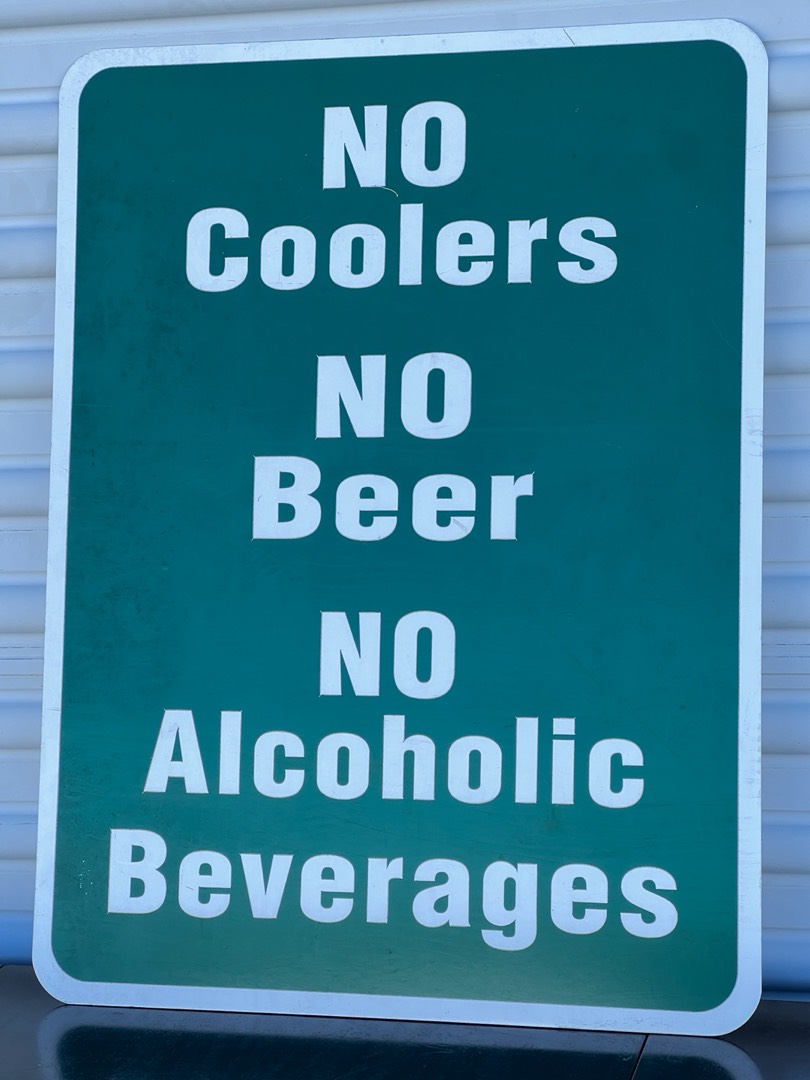 NO
Coolers
NO
Beer
NO
Alcoholic
Beverages